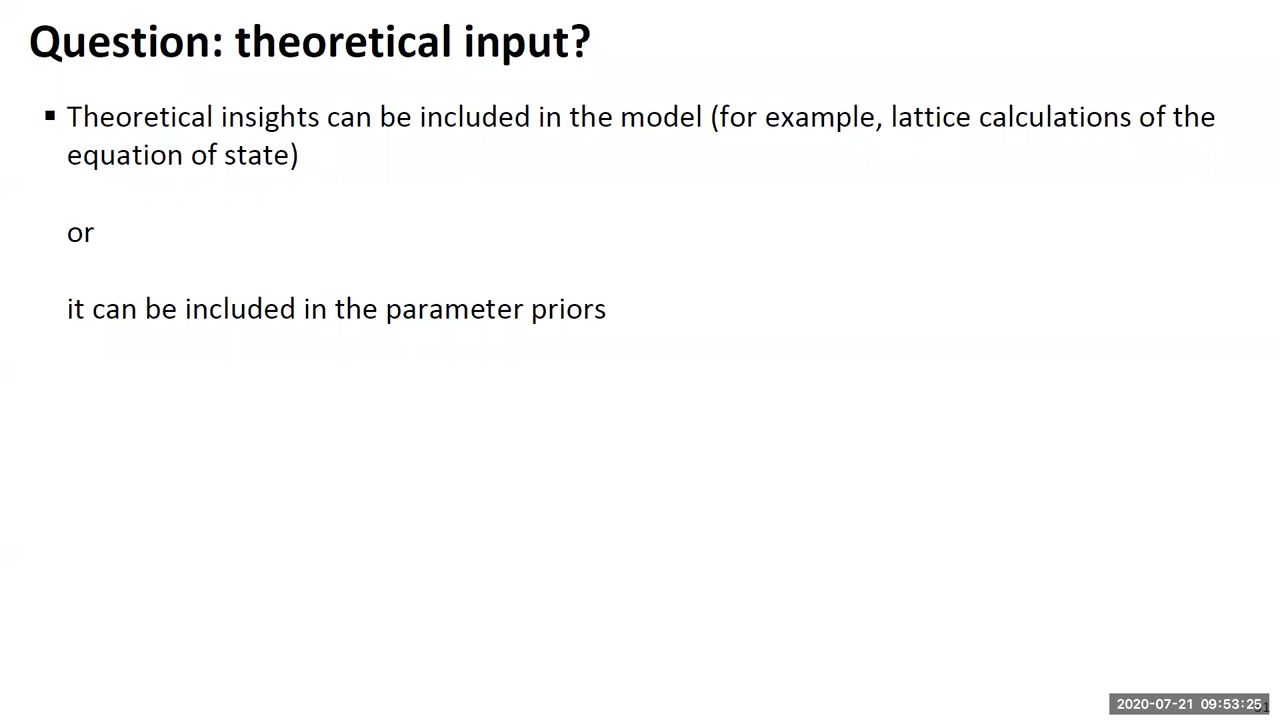 Question: theoretical input?
▪ Theoretical insights can be included in the model (for example, lattice calculations of the
equation of state)
or
it can be included in the parameter priors
2020-07-21 09:53:25